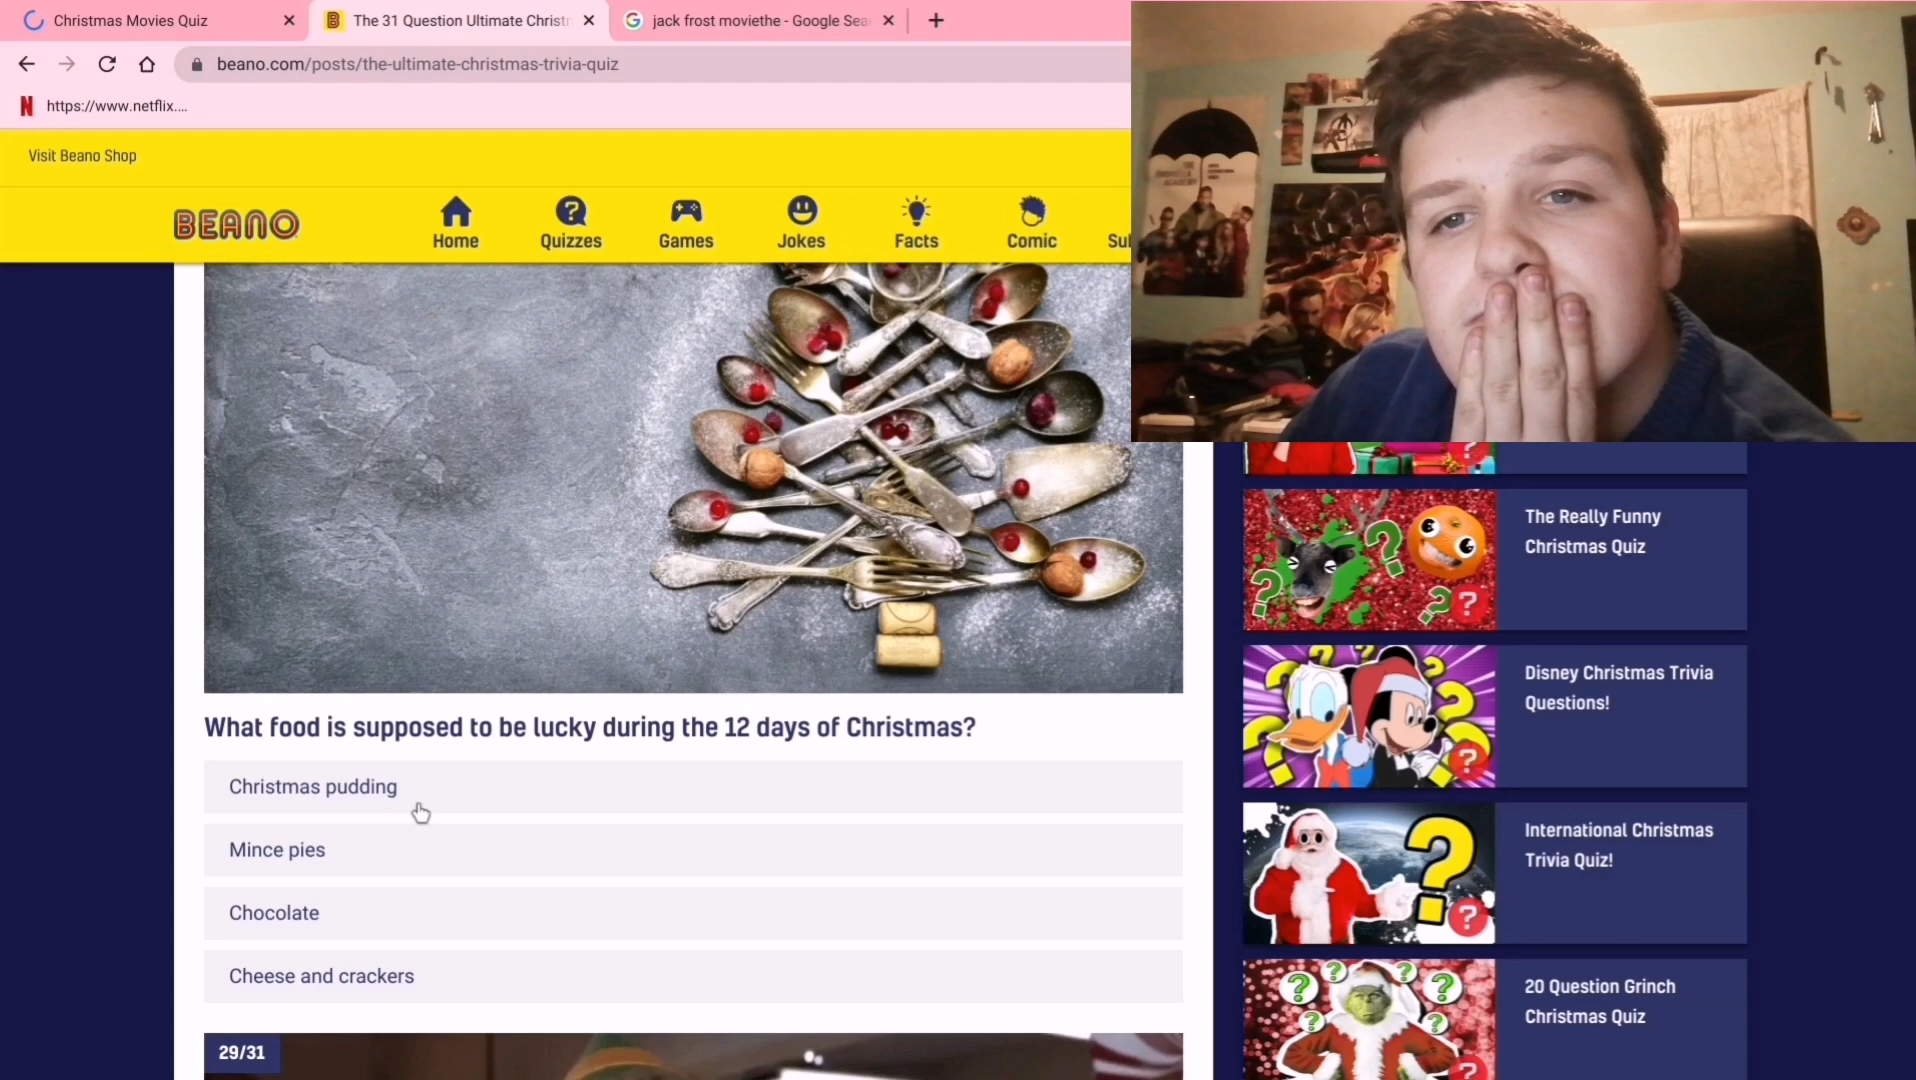 Christmas Movies Quiz
The 31 Question Ultimate Christm
jack frost moviethe - Google Sea
beano.com/posts/the-ultimate-christmas-trivia-quiz
N https://www.netflix....
Visit Beano Shop
BEANO
Home
Quizzes
Games
Jokes
Facts
Comic
Sub
What food is supposed to be lucky during the 12 days of Christmas?
Christmas pudding
Mince pies
Chocolate
Cheese and crackers
29/31
The Really Funny
Christmas Quiz
Disney Christmas Trivia
Questions!
International Christmas
Trivia Quiz!
20 Question Grinch
Christmas Quiz